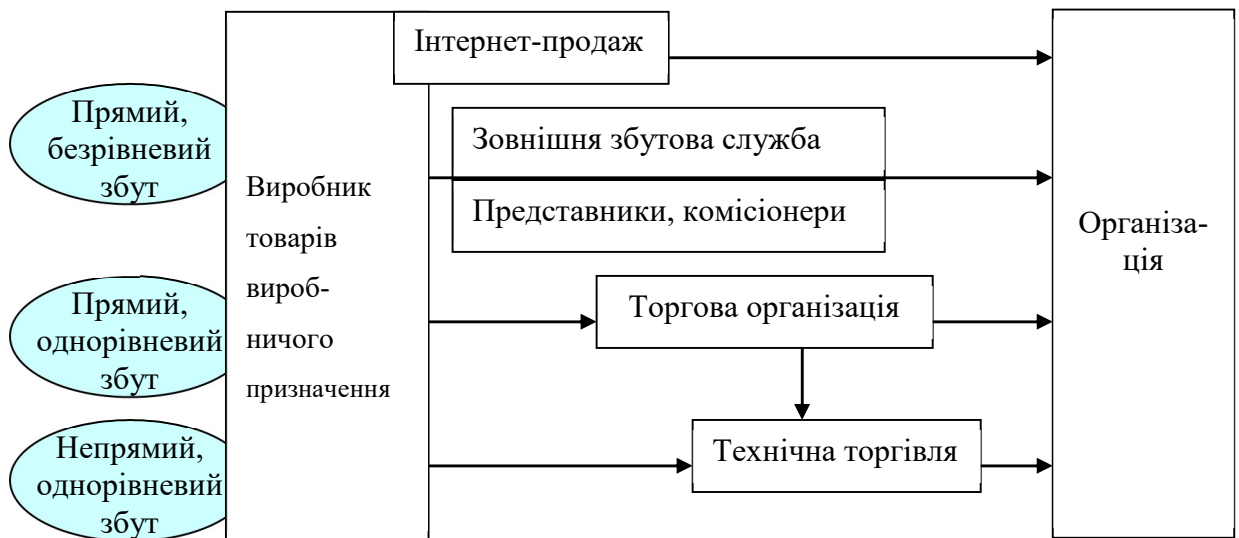 Інтернет-продаж
Прямий,
безрівневий
збут
Зовнішня збутова служба
Представники, комісіонери
Виробник
товарів
вироб-
ничого
призначення
Організа-
ція
Прямий,
однорівневий
збут
Торгова організація
Непрямий,
однорівневий
збут
Технічна торгівля